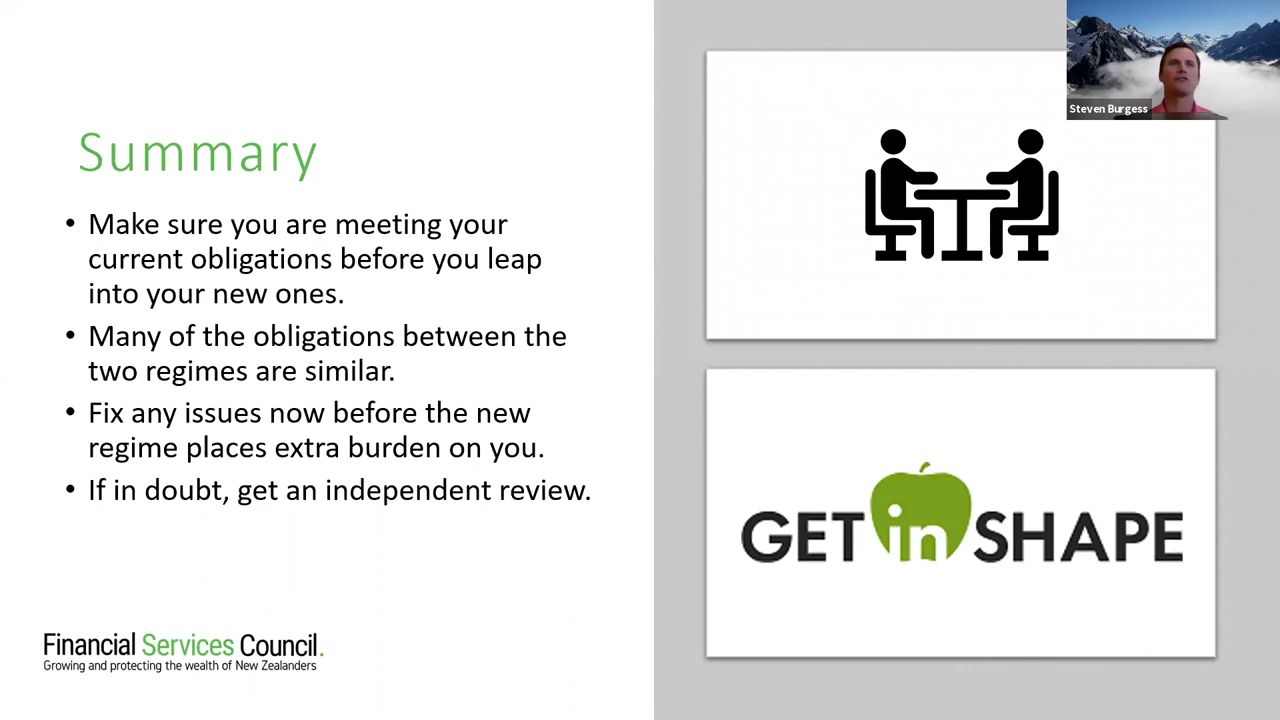 Summary
• Make sure you are meeting your
current obligations before you leap
into your new ones.
• Many of the obligations between the
two regimes are similar.
• Fix any issues now before the new
regime places extra burden on you.
• If in doubt, get an independent review.
Financial Services Council.
Growing and protecting the wealth of New Zealanders
Steven Burgess
GET in SHAPE